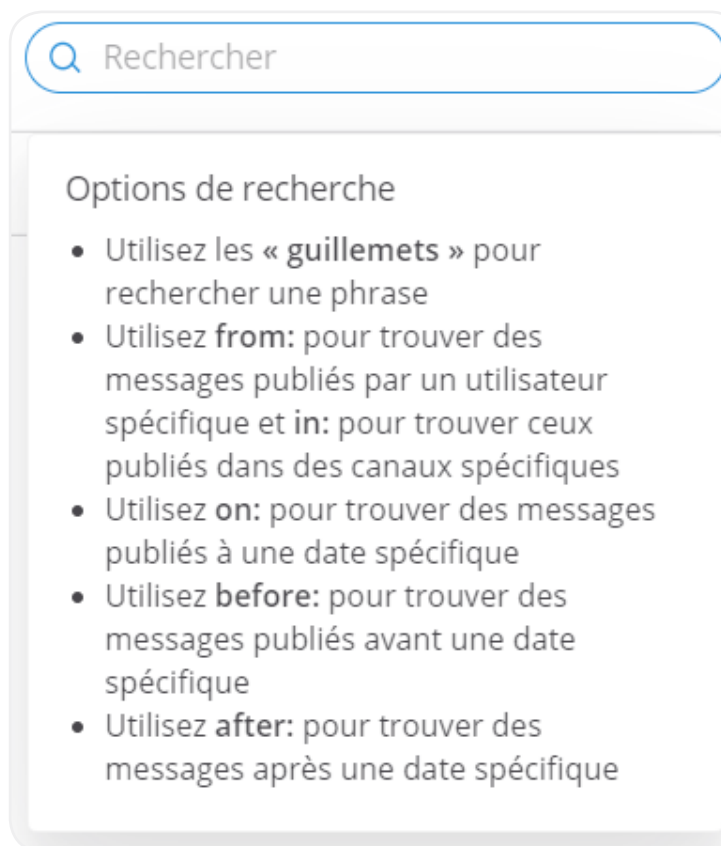 Rechercher
Options de recherche
• Utilisez les « guillemets » pour
rechercher une phrase
• Utilisez from: pour trouver des
messages publiés par un utilisateur
spécifique et in: pour trouver ceux
publiés dans des canaux spécifiques
• Utilisez on: pour trouver des messages
publiés à une date spécifique
• Utilisez before: pour trouver des
messages publiés avant une date
spécifique
• Utilisez after: pour trouver des
messages après une date spécifique